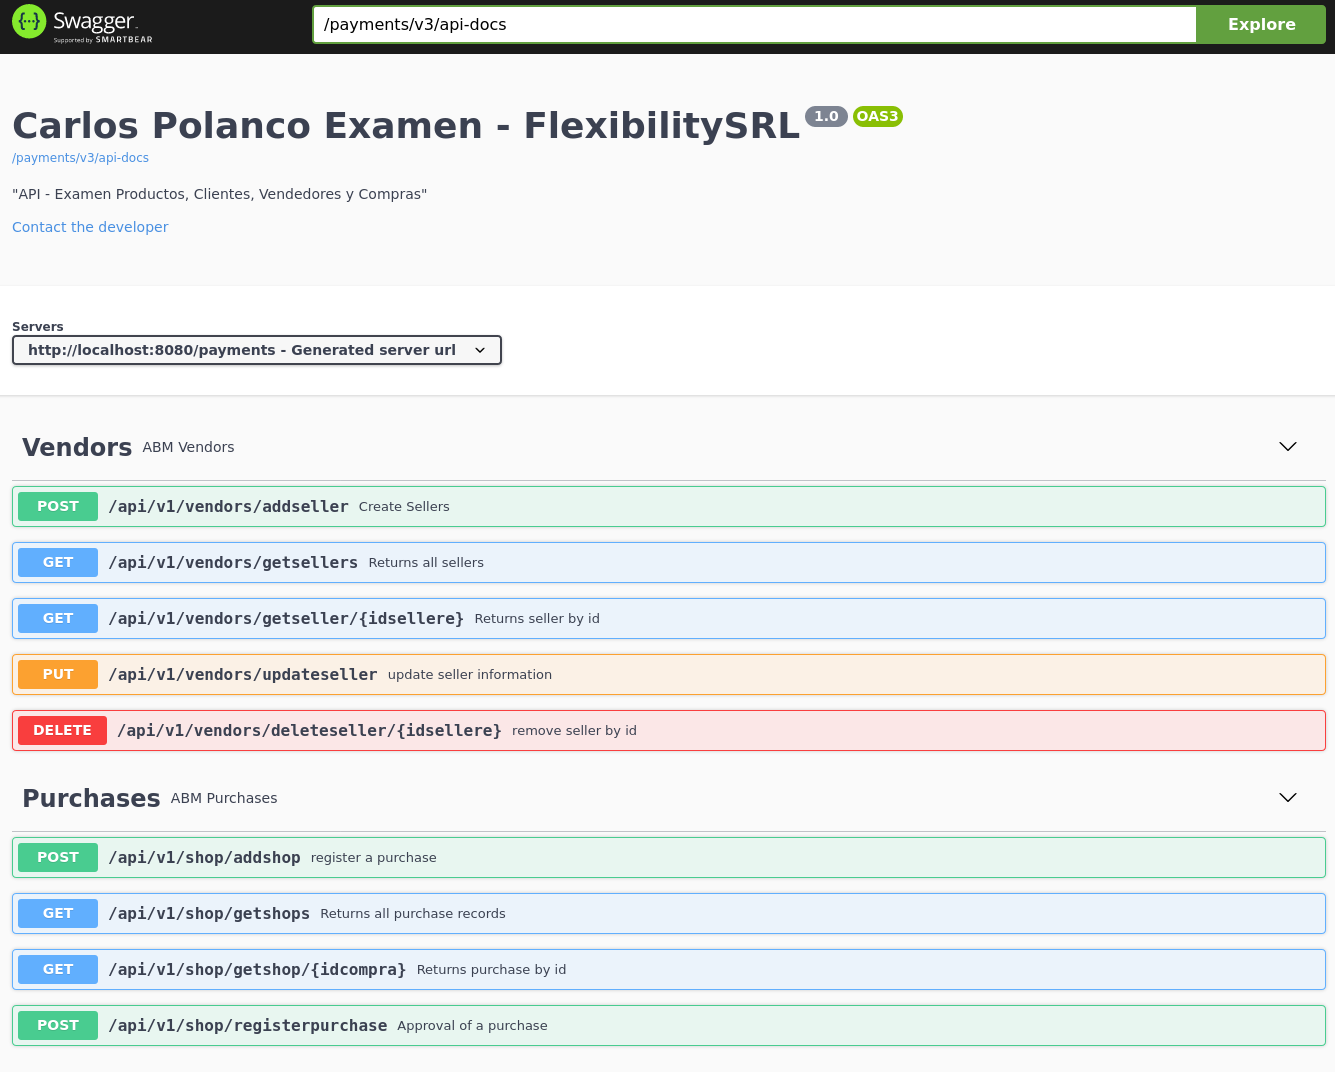 Swagger.
Supported by SMARTBEAR
/payments/v3/api-docs
Explore
Carlos Polanco Examen - FlexibilitySRL 1.0 OAS3
/payments/v3/api-docs
"API - Examen Productos, Clientes, Vendedores y Compras"
Contact the developer
Servers
http://localhost:8080/payments - Generated server url
Vendors ABM Vendors
POST /api/v1/vendors/addseller Create Sellers
GET /api/v1/vendors/getsellers Returns all sellers
GET /api/v1/vendors/getseller/{idsellere} Returns seller by id
PUT /api/v1/vendors/updateseller update seller information
DELETE /api/v1/vendors/deleteseller/{idsellere} remove seller by id
Purchases ABM Purchases
POST /api/v1/shop/addshop register a purchase
GET /api/v1/shop/getshops Returns all purchase records
GET /api/v1/shop/getshop/{idcompra} Returns purchase by id
POST /api/v1/shop/registerpurchase Approval of a purchase